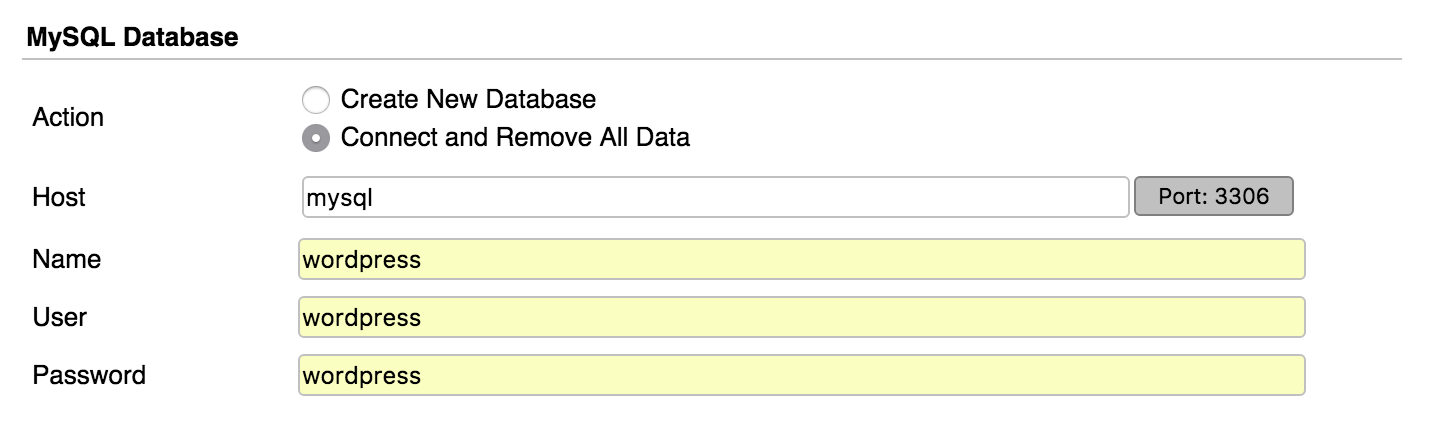 MySQL Database
Action
Create New Database
Connect and Remove All Data
Host mysql Port: 3306
Name wordpress
User wordpress
Password wordpress